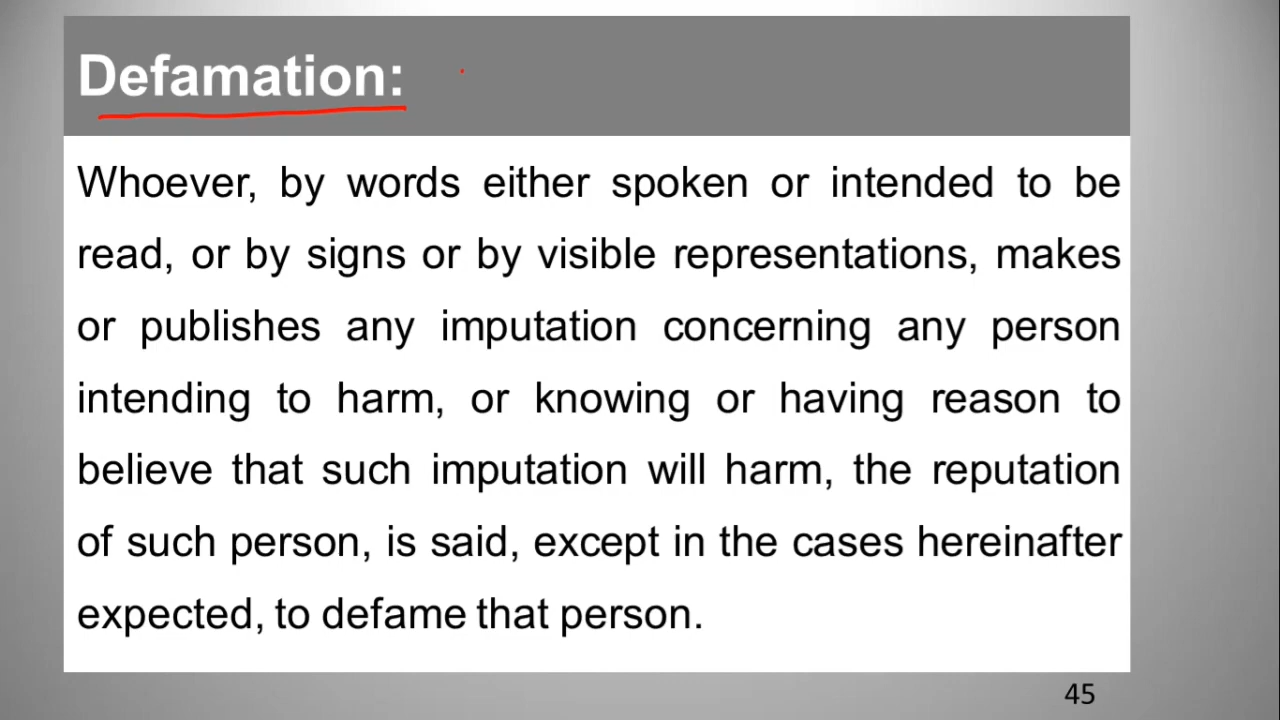 Defamation:
Whoever, by words either spoken or intended to be
read, or by signs or by visible representations, makes
or publishes any imputation concerning any person
intending to harm, or knowing or having reason to
believe that such imputation will harm, the reputation
of such person, is said, except in the cases hereinafter
expected, to defame that person.
45